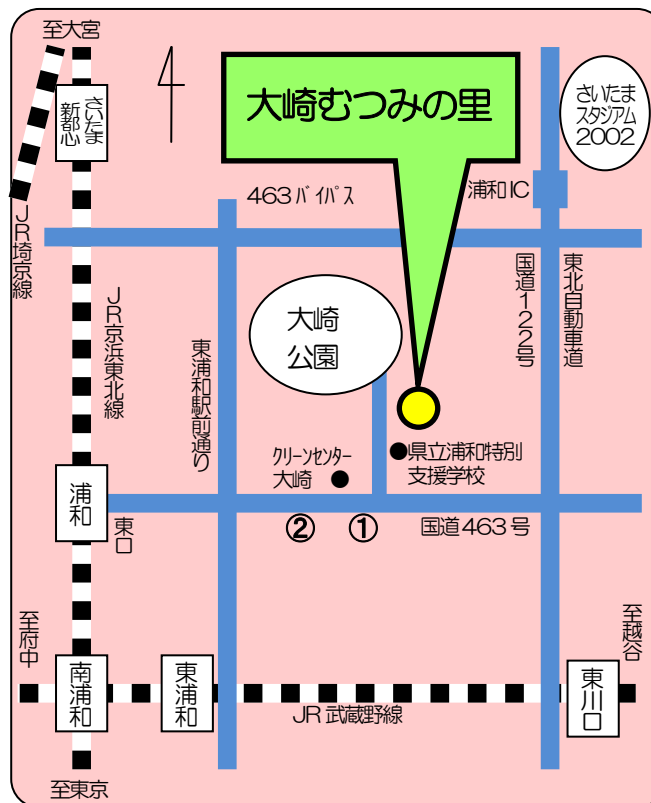 至大宮
さいたま
新都心
大崎むつみの里
さいたま
スタジアム
2002
463バイパス
浦和IC
JR埼京線
JR京浜東北線
大崎
公園
東浦和駅前通り
国道122号
東北自動車道
クリーンセンター
大崎
県立浦和特別
支援学校
浦和
東口
②
①
国道463号
至府中
南浦和
東浦和
JR武蔵野線
東川口
至越谷
至東京